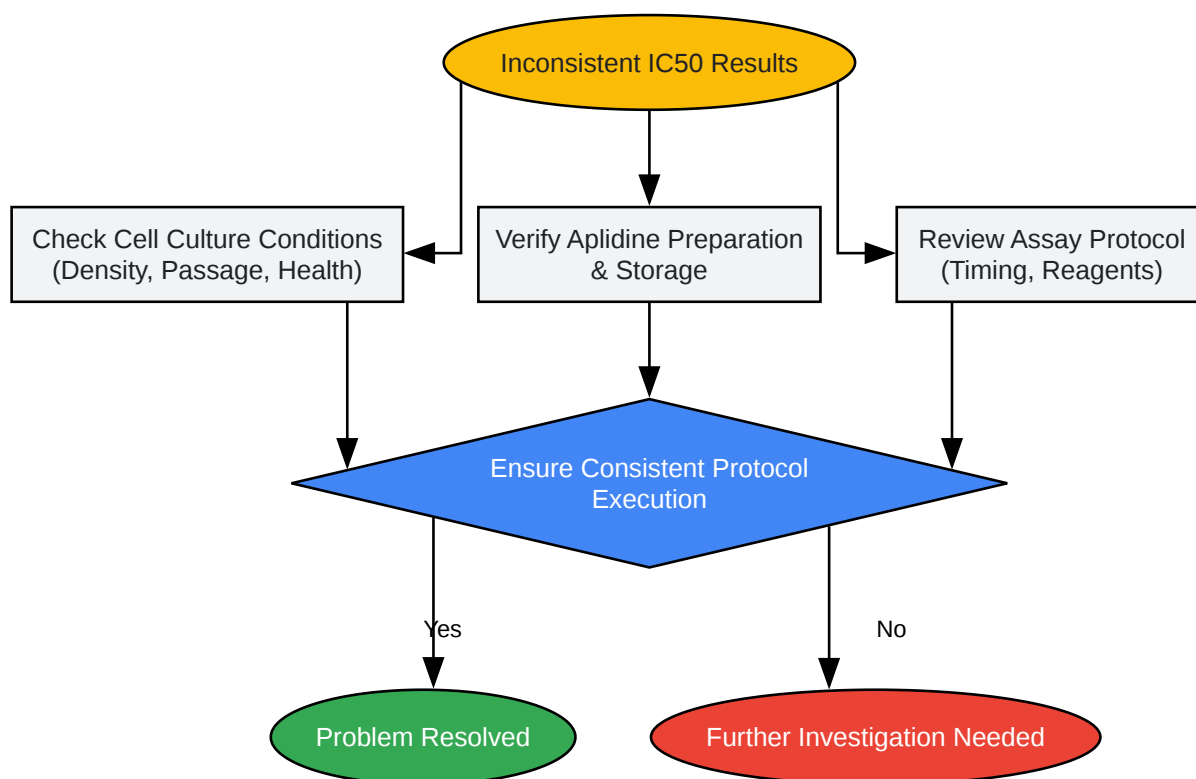 Inconsistent IC50 Results
Check Cell Culture Conditions
(Density, Passage, Health)
Verify Aplidine Preparation
& Storage
Review Assay Protocol
(Timing, Reagents)
Ensure Consistent Protocol
Execution
Yes
No
Problem Resolved
Further Investigation Needed